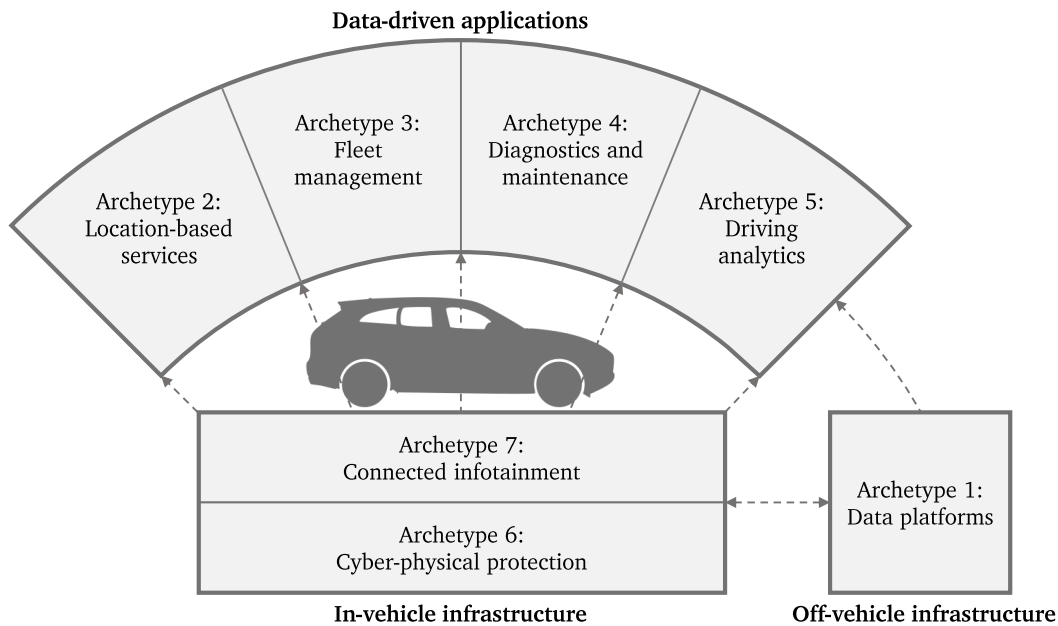 Data-driven applications
Archetype 2:
Location-based
services
Archetype 3:
Fleet
management
Archetype 4:
Diagnostics and
maintenance
Archetype 5:
Driving
analytics
Archetype 7:
Connected infotainment
Archetype 6:
Cyber-physical protection
In-vehicle infrastructure
Archetype 1:
Data platforms
Off-vehicle infrastructure